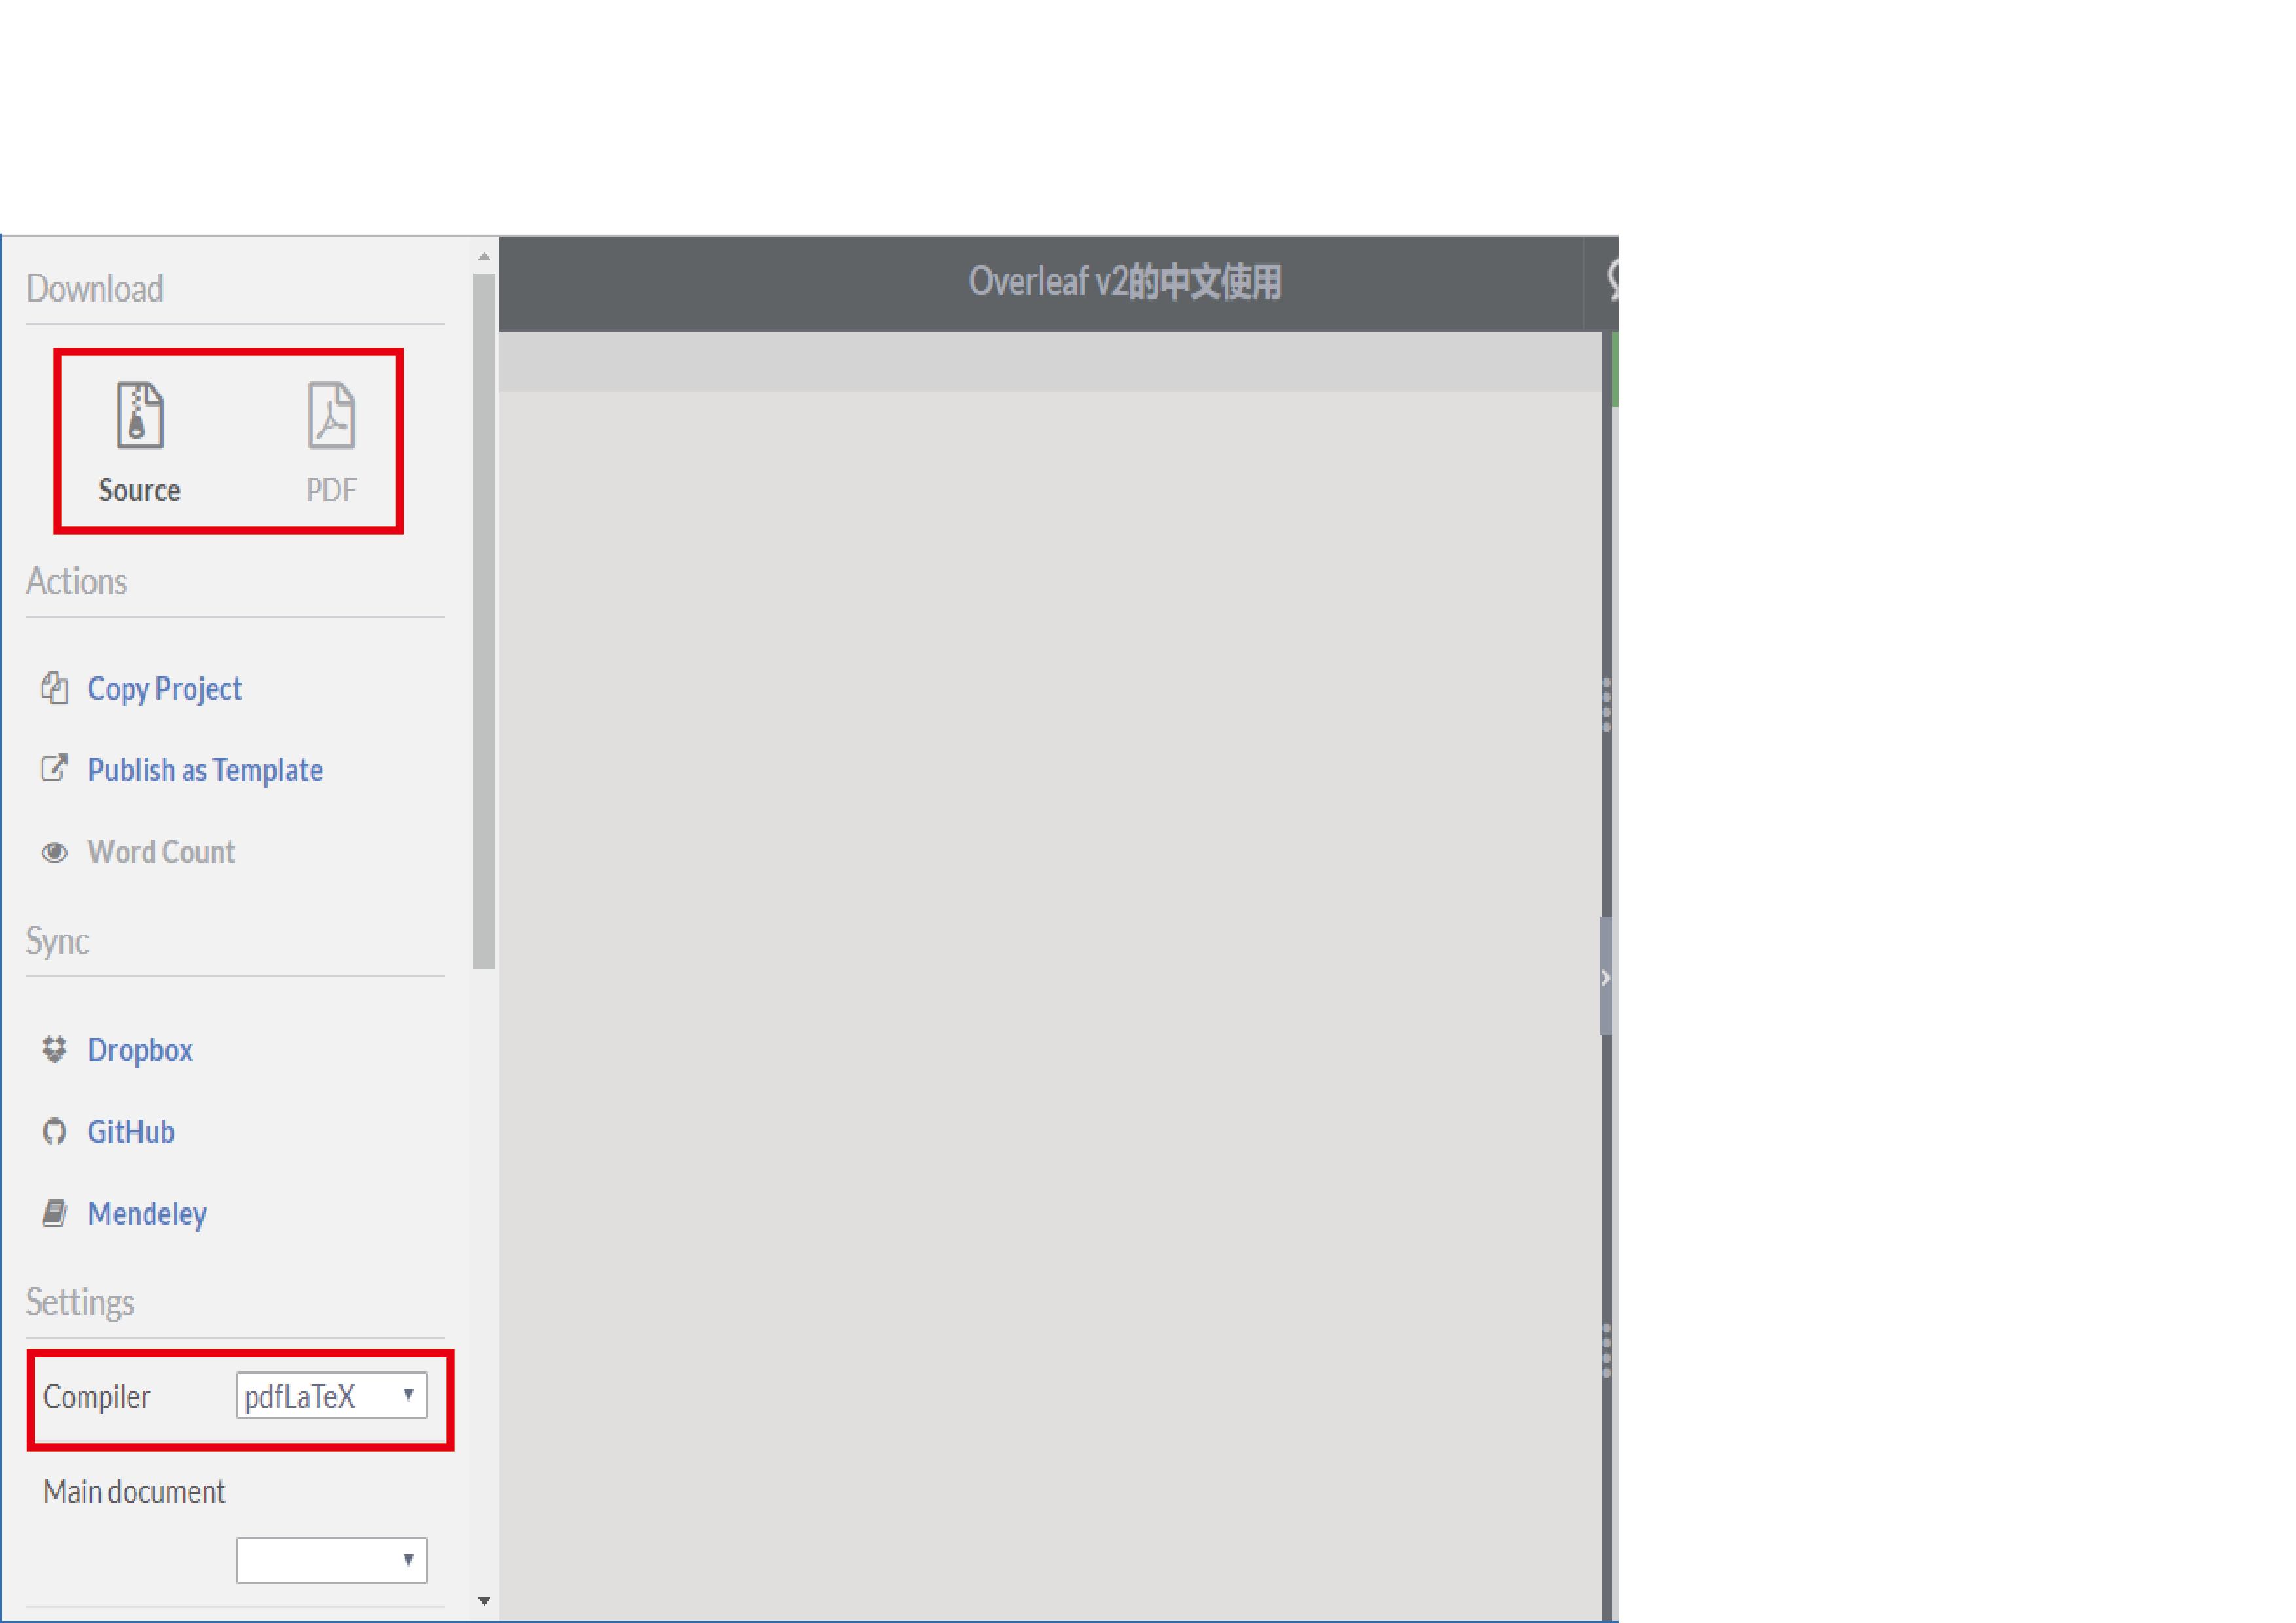 Download
Overleaf v2的中文使用
Source
PDF
Actions
Copy Project
Publish as Template
Word Count
Sync
Dropbox
GitHub
Mendeley
Settings
Compiler
pdfLaTeX
Main document